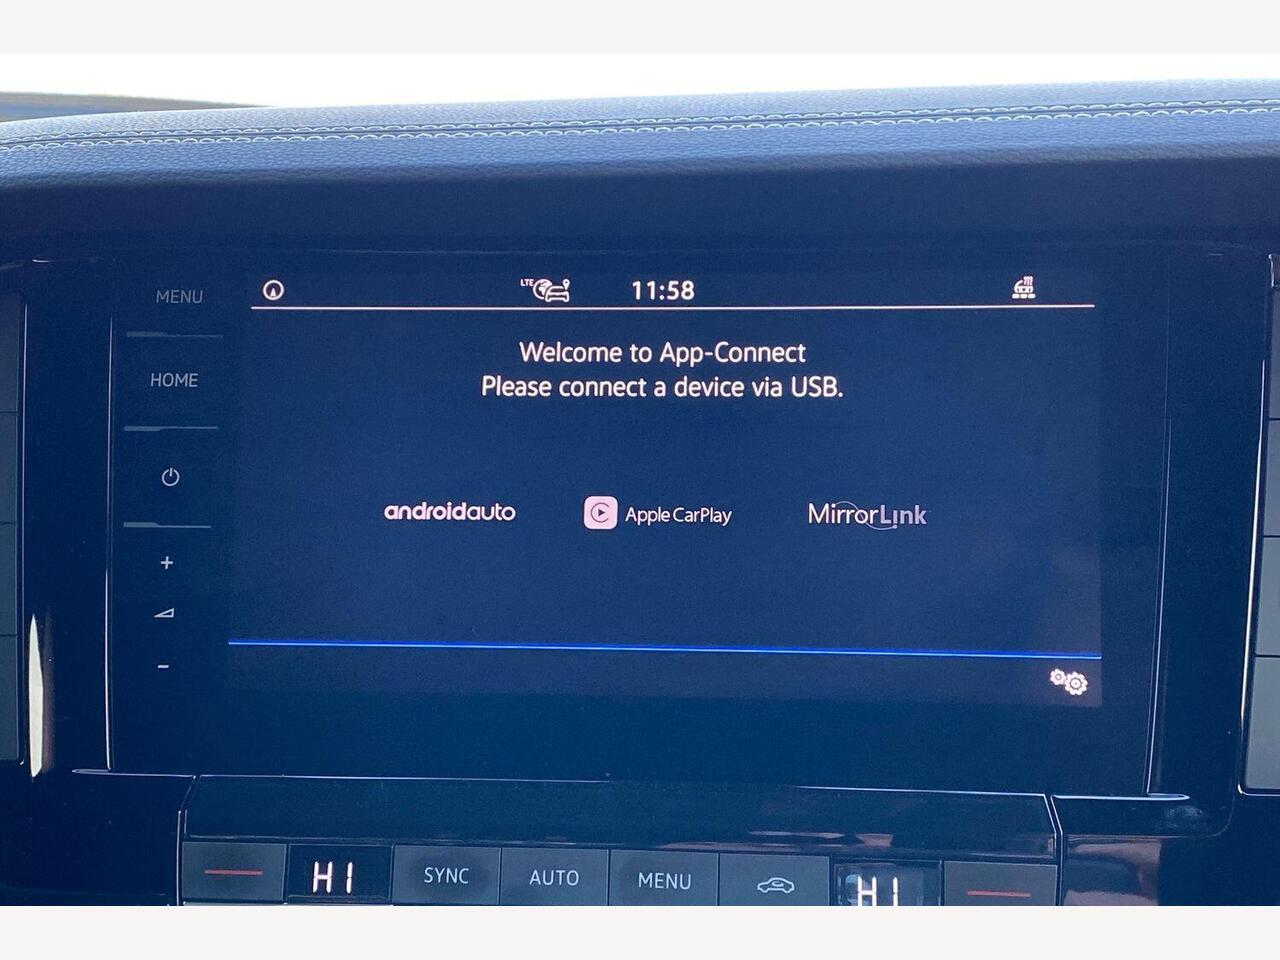 MENU
HOME
+
-
LTE
11:58
Welcome to App-Connect
Please connect a device via USB.
androidauto
Apple CarPlay
MirrorLink
HI
SYNC
AUTO
MENU
HI